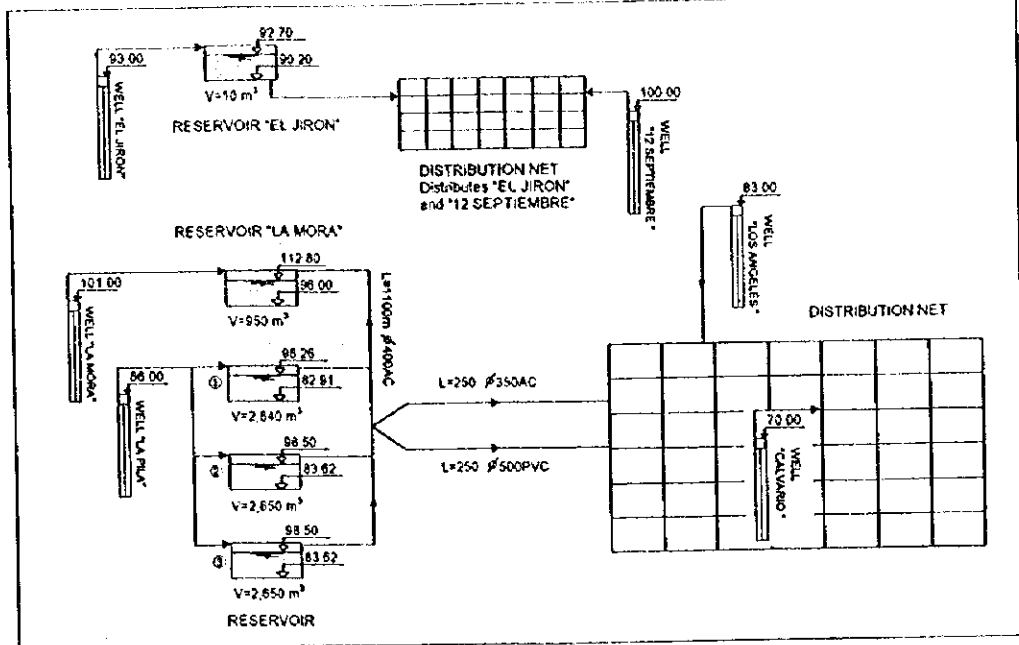 92.70
93.00
90.20
V=10 m³
WELL "EL JIRON"
RESERVOIR "EL JIRON"
100.00
WELL
"12 SEPTIEMBRE"
DISTRIBUTION NET
Distributes "EL JIRON"
and "12 SEPTIEMBRE"
83.00
WELL
"LOS ANGELES"
RESERVOIR "LA MORA"
112.80
101.00
96.00
WELL "LA MORA"
V=950 m³
L=1100m ø400AC
DISTRIBUTION NET
98.26
86.00
①
82.91
WELL "LA PILA"
V=2,640 m³
L=250 ø350AC
98.50
②
83.62
V=2,650 m³
L=250 ø500PVC
70.00
WELL
"CALVARIO"
98.50
③
83.62
V=2,650 m³
RESERVOIR